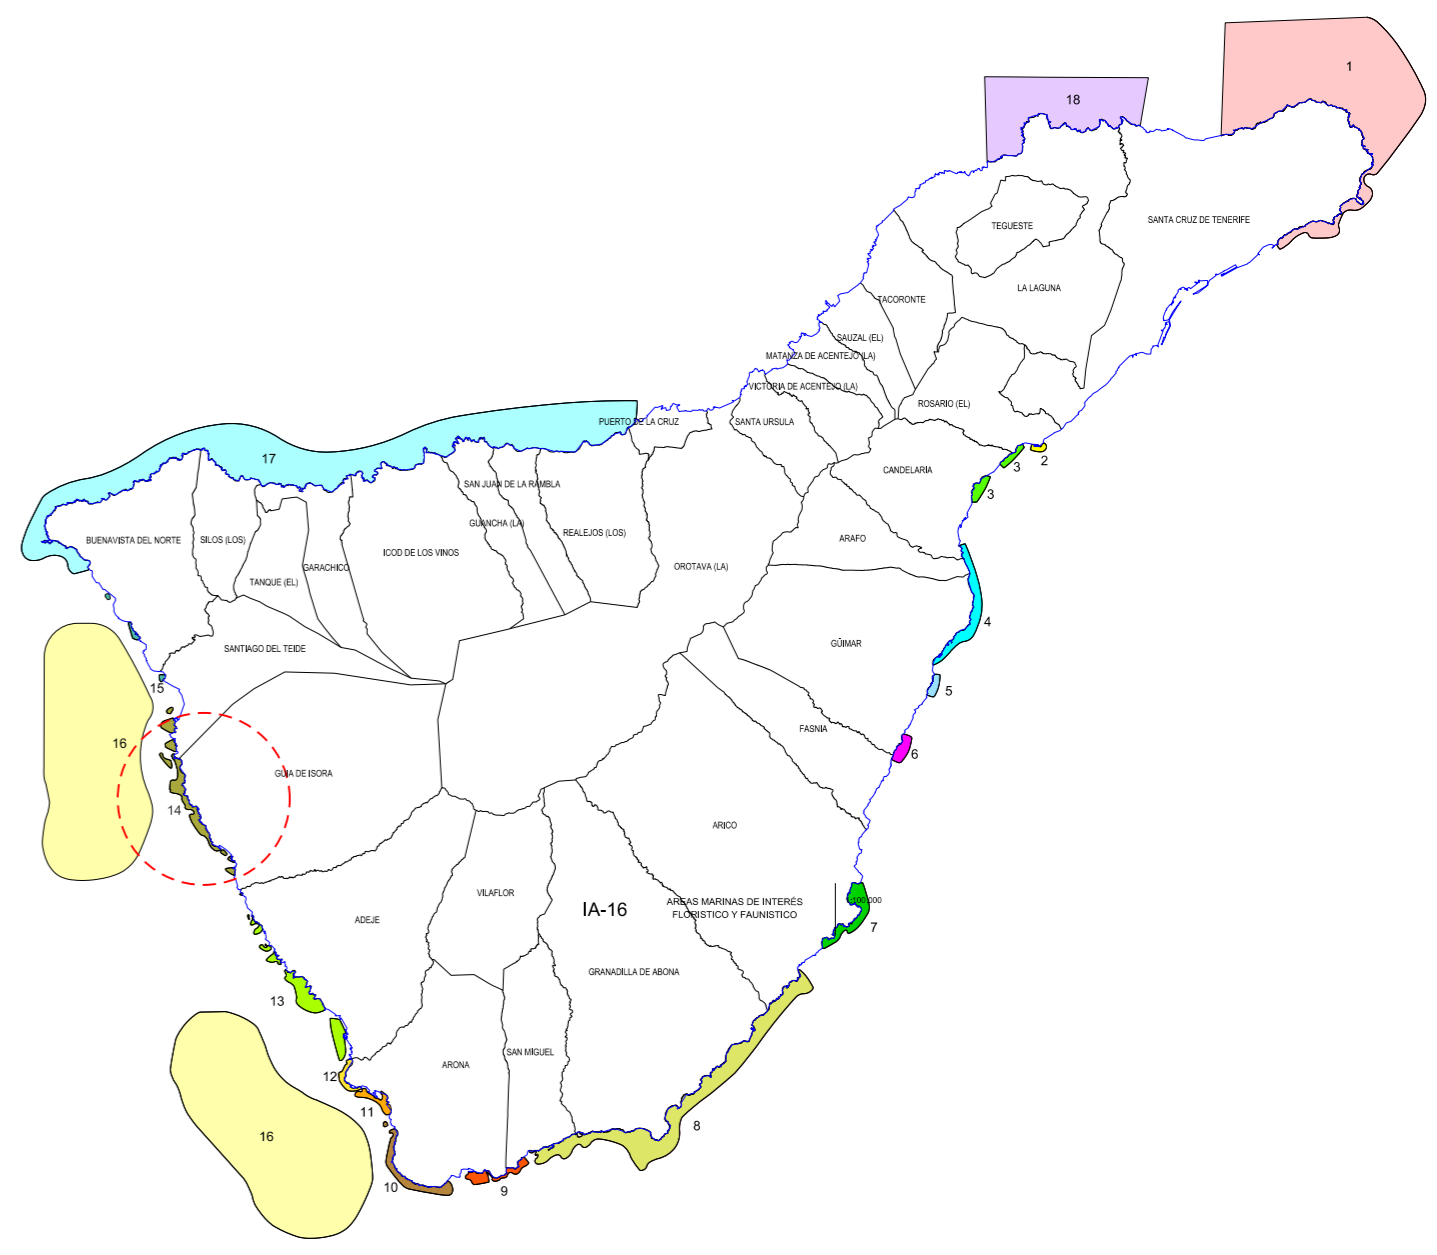 1
18
SANTA CRUZ DE TENERIFE
TEGUESTE
LA LAGUNA
TACORONTE
SAUZAL (EL)
MATANZA DE ACENTEJO (LA)
VICTORIA DE ACENTEJO (LA)
ROSARIO (EL)
PUERTO DE LA CRUZ
SANTA URSULA
17
2
3
CANDELARIA
3
SAN JUAN DE LA RAMBLA
GUANCHA (LA)
REALEJOS (LOS)
BUENAVISTA DEL NORTE
SILOS (LOS)
ICOD DE LOS VINOS
ARAFO
GARACHICO
OROTAVA (LA)
TANQUE (EL)
4
GÜIMAR
SANTIAGO DEL TEIDE
15
5
FASNIA
16
6
GUIA DE ISORA
14
ARICO
VILAFLOR
IA-16
AREAS MARINAS DE INTERÉS
FLORISTICO Y FAUNISTICO
1:100.000
ADEJE
7
GRANADILLA DE ABONA
13
SAN MIGUEL
ARONA
12
11
8
16
10
9